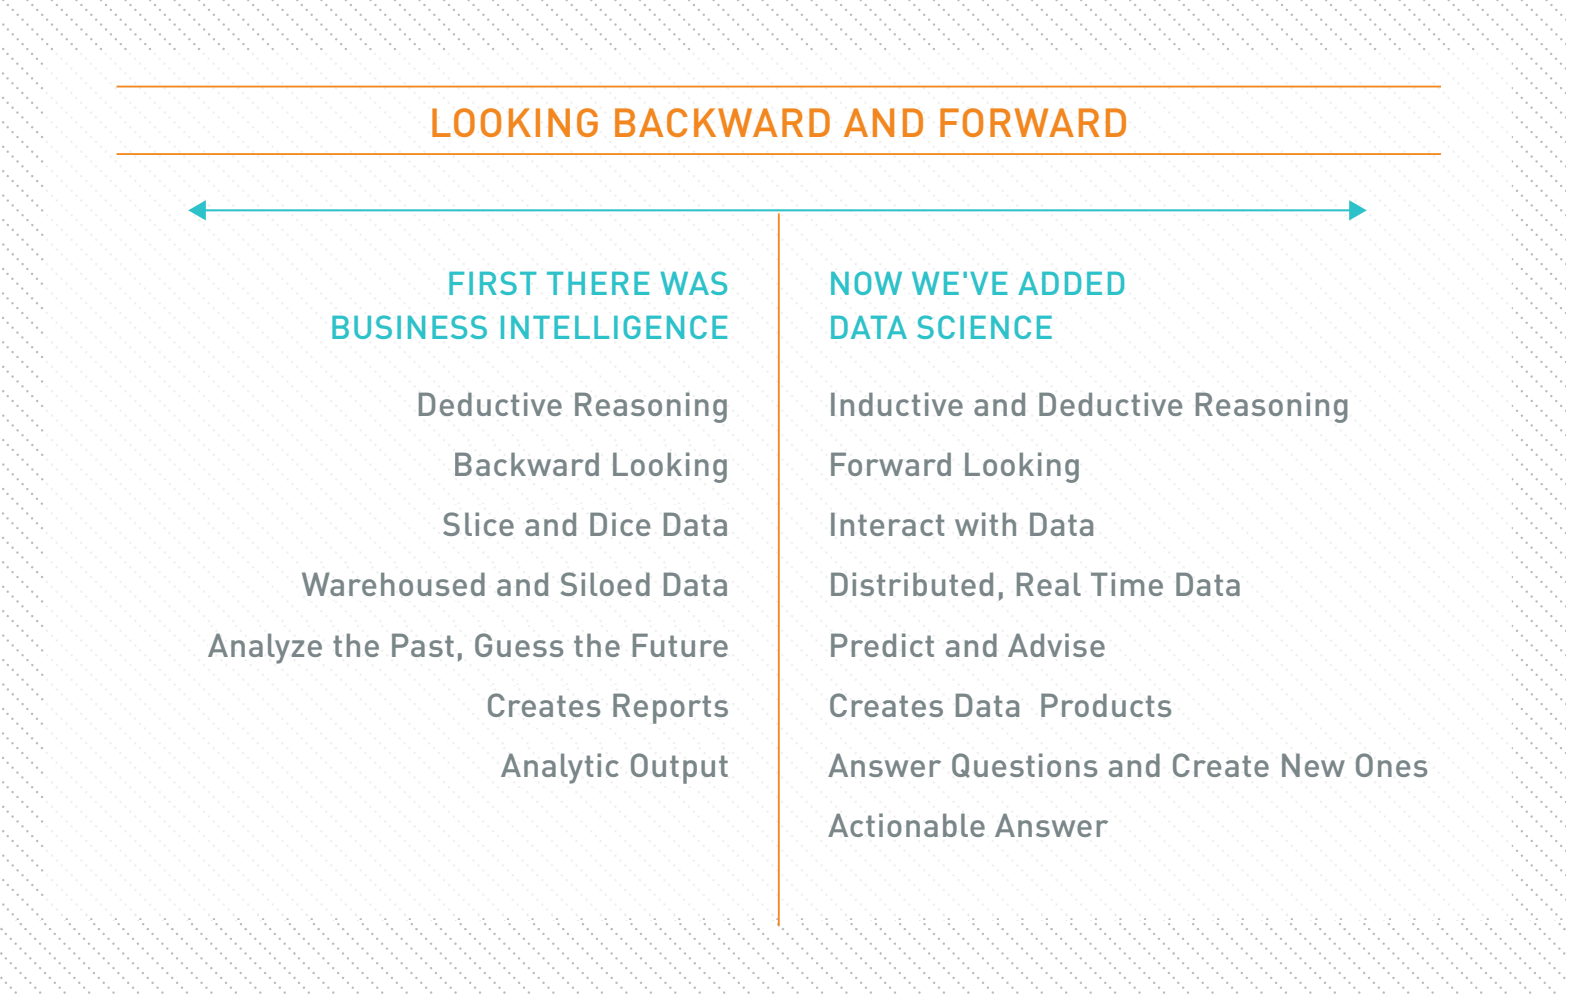 LOOKING BACKWARD AND FORWARD
FIRST THERE WAS
BUSINESS INTELLIGENCE
Deductive Reasoning
Backward Looking
Slice and Dice Data
Warehoused and Siloed Data
Analyze the Past, Guess the Future
Creates Reports
Analytic Output
NOW WE'VE ADDED
DATA SCIENCE
Inductive and Deductive Reasoning
Forward Looking
Interact with Data
Distributed, Real Time Data
Predict and Advise
Creates Data  Products
Answer Questions and Create New Ones
Actionable Answer